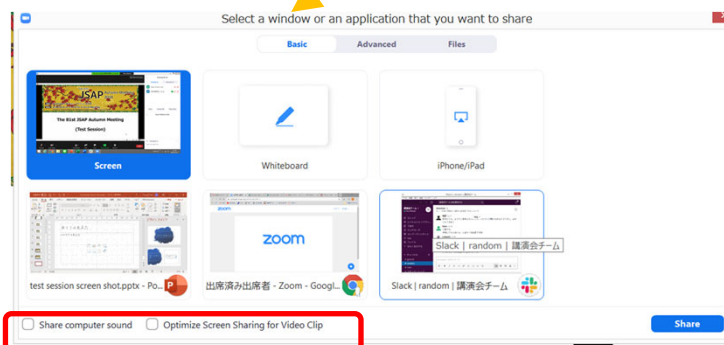 Select a window or an application that you want to share
Basic Advanced Files
JSAP
The 81st JSAP Autumn Meeting
(Test Session)
Screen Whiteboard iPhone/iPad
zoom
Slack | random | 講演会チーム
test session screen shot.pptx - Po... 出席済み出席者 - Zoom - Googl... Slack | random | 講演会チーム
Share computer sound Optimize Screen Sharing for Video Clip Share